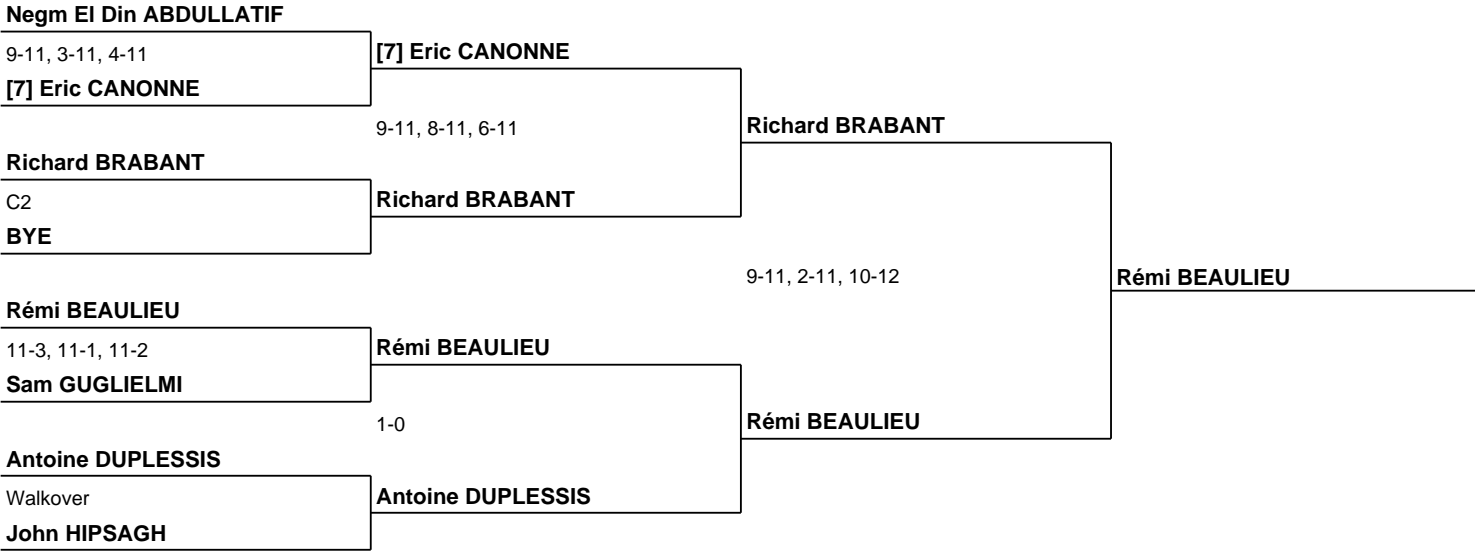 Negm El Din ABDULLATIF
9-11, 3-11, 4-11
[7] Eric CANONNE
[7] Eric CANONNE
9-11, 8-11, 6-11
Richard BRABANT
Richard BRABANT
C2
Richard BRABANT
BYE
9-11, 2-11, 10-12
Rémi BEAULIEU
Rémi BEAULIEU
11-3, 11-1, 11-2
Rémi BEAULIEU
Sam GUGLIELMI
1-0
Rémi BEAULIEU
Antoine DUPLESSIS
Walkover
Antoine DUPLESSIS
John HIPSAGH